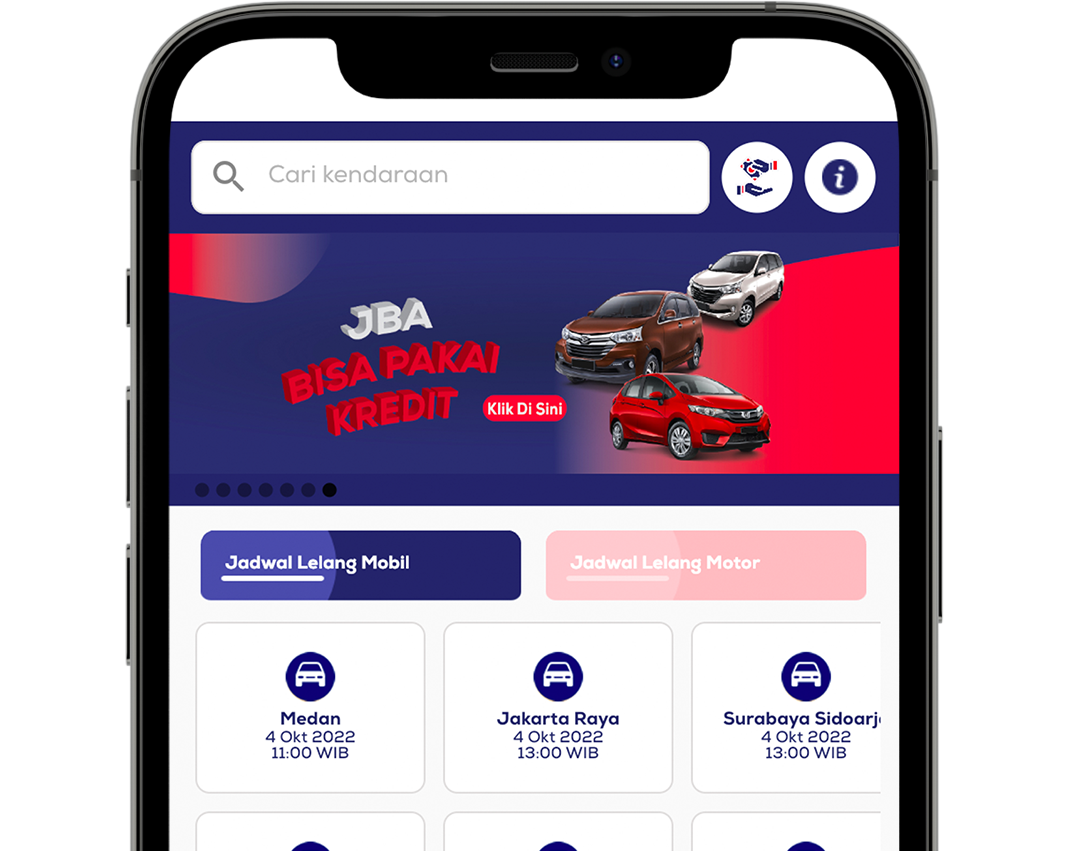 Cari kendaraan
i
JBA
BISA PAKAI
KREDIT
Klik Di Sini
Jadwal Lelang Mobil
Jadwal Lelang Motor
Medan
4 Okt 2022
11:00 WIB
Jakarta Raya
4 Okt 2022
13:00 WIB
Surabaya Sidoarj
4 Okt 2022
13:00 WIB